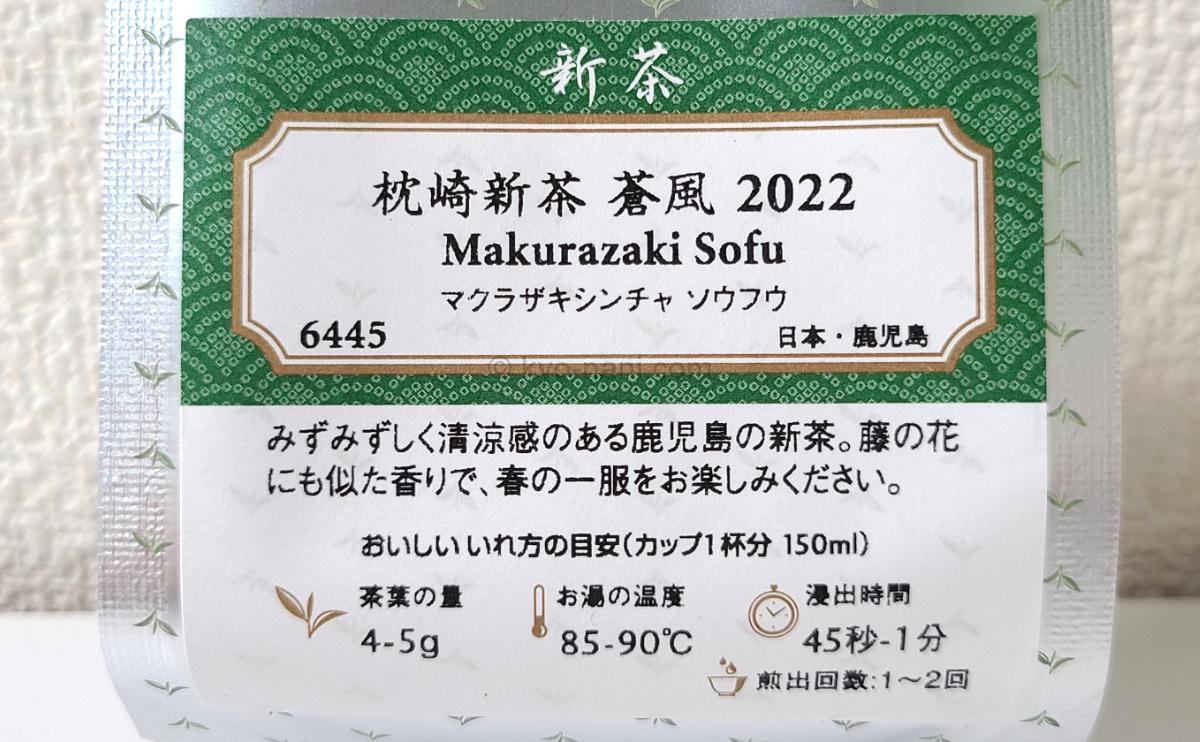 新茶
枕崎新茶 蒼風 2022
Makurazaki Sofu
マクラザキシンチャ ソウフウ
6445 日本・鹿児島
© kyo-nani.com
みずみずしく清涼感のある鹿児島の新茶。藤の花
にも似た香りで、春の一服をお楽しみください。
おいしいいれ方の目安(カップ1杯分 150ml)
茶葉の量 お湯の温度 浸出時間
4-5g 85-90℃ 45秒-1分
煎出回数:1〜2回